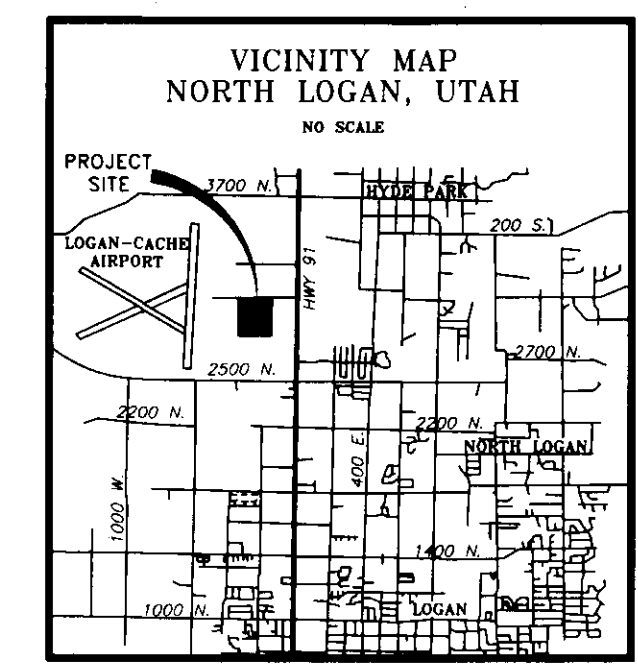 VICINITY MAP
NORTH LOGAN, UTAH
NO SCALE
PROJECT
SITE
3700 N.
HYDE PARK
200 S.
LOGAN-CACHE
AIRPORT
HWY 91
2700 N.
2500 N.
2200 N.
2200 N.
NORTH LOGAN
400 E.
1000 W.
1400 N.
1000 N.
LOGAN